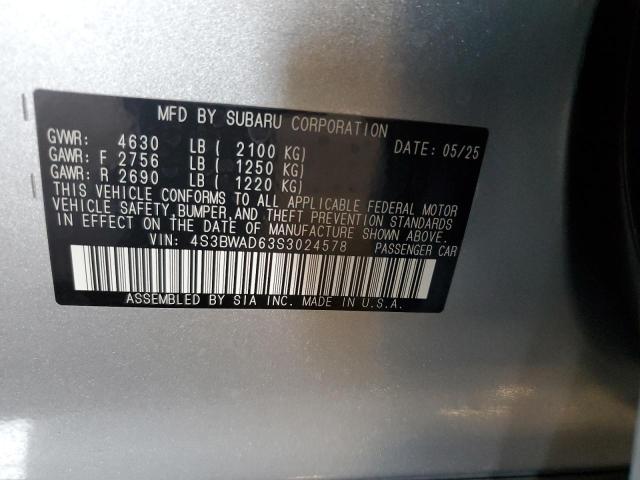 MFD BY SUBARU CORPORATION
GVWR: 4630 LB ( 2100 KG) DATE: 05/25
GAWR: F 2756 LB ( 1250 KG)
GAWR: R 2690 LB ( 1220 KG)
THIS VEHICLE CONFORMS TO ALL APPLICABLE FEDERAL MOTOR
VEHICLE SAFETY,BUMPER,AND THEFT PREVENTION STANDARDS
IN EFFECT ON THE DATE OF MANUFACTURE SHOWN ABOVE.
VIN: 4S3BWAD63S3024578 PASSENGER CAR
ASSEMBLED BY SIA INC. MADE IN U.S.A.